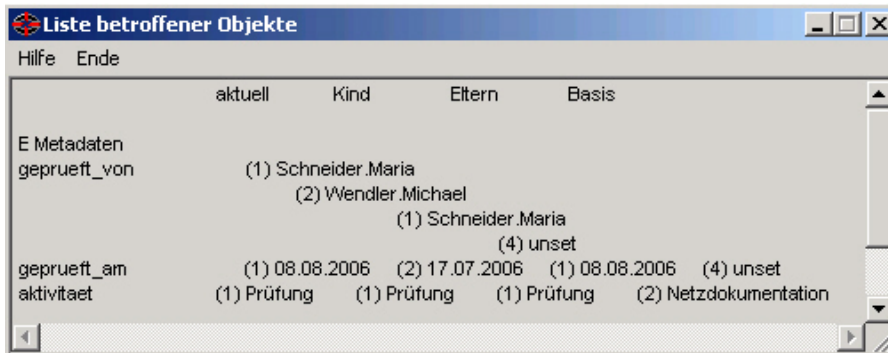 Liste betroffener Objekte
Hilfe Ende
aktuell Kind Eltern Basis
E Metadaten
geprueft_von (1) Schneider.Maria
(2) Wendler.Michael
(1) Schneider.Maria
(4) unset
geprueft_am (1) 08.08.2006 (2) 17.07.2006 (1) 08.08.2006 (4) unset
aktivitaet (1) Prüfung (1) Prüfung (1) Prüfung (2) Netzdokumentation